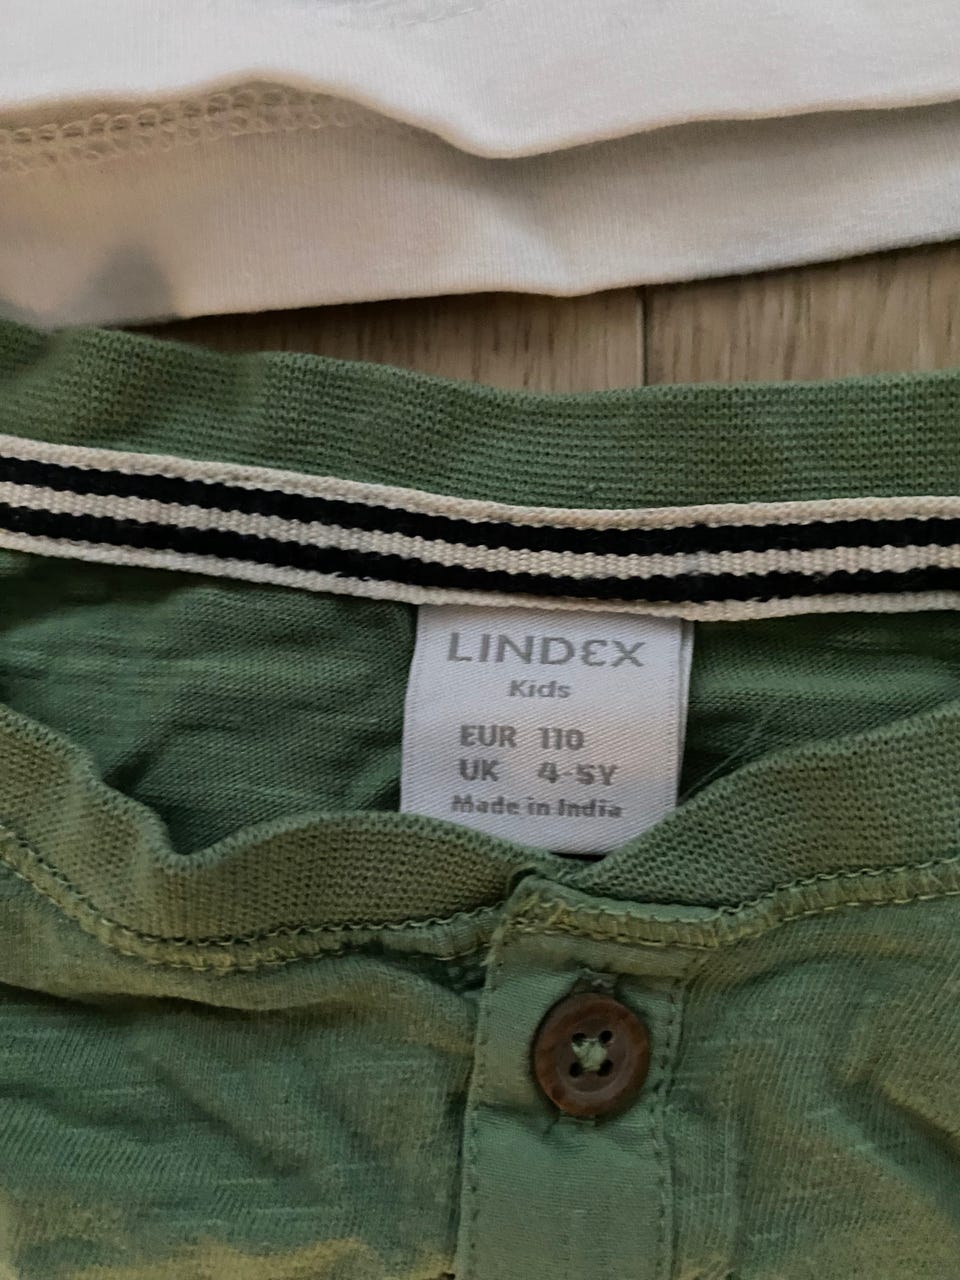 LINDEX
Kids
EUR 110
UK 4-5Y
Made in India